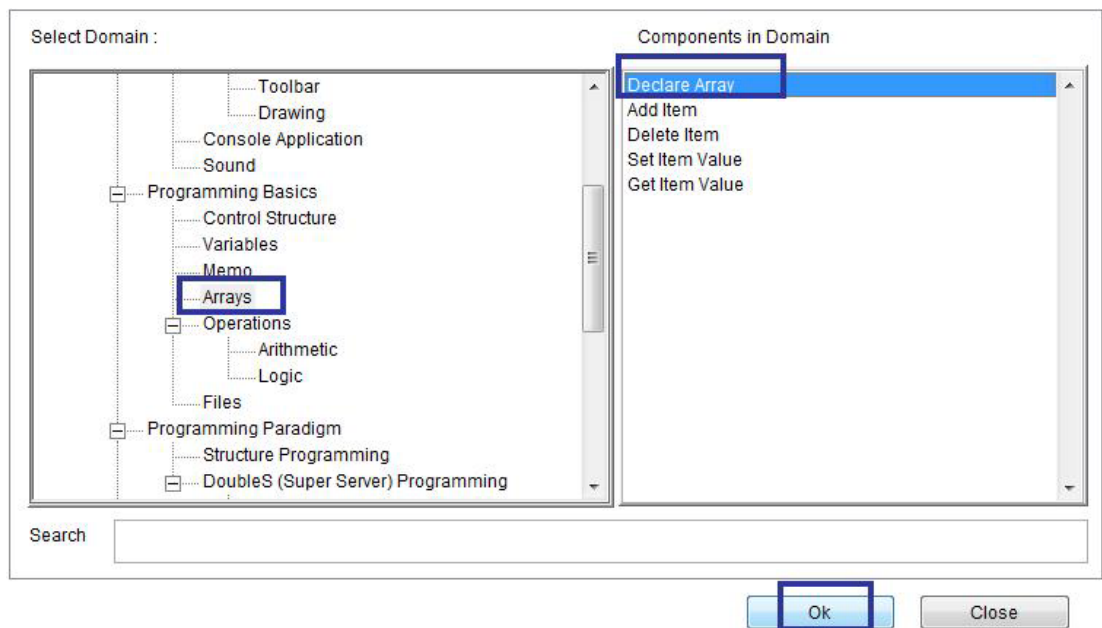 Select Domain :
Components in Domain
Toolbar
Drawing
Console Application
Sound
Programming Basics
Control Structure
Variables
Memo
Arrays
Operations
Arithmetic
Logic
Files
Programming Paradigm
Structure Programming
DoubleS (Super Server) Programming
Declare Array
Add Item
Delete Item
Set Item Value
Get Item Value
Search
Ok
Close